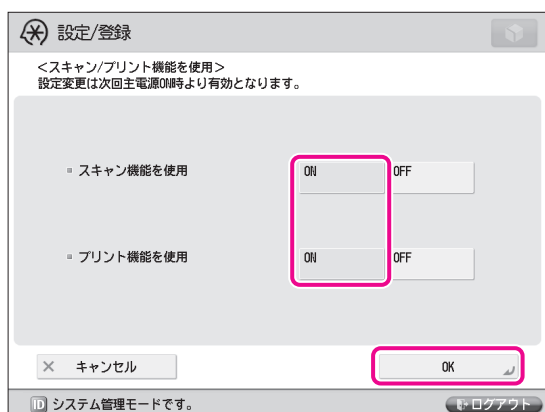 設定/登録
<スキャン/プリント機能を使用>
設定変更は次回主電源ON時より有効となります。
スキャン機能を使用 ON OFF
プリント機能を使用 ON OFF
キャンセル OK
ID システム管理モードです。 ログアウト